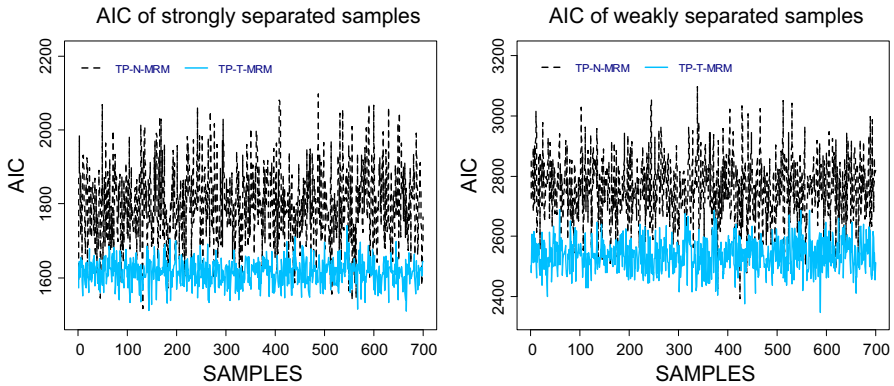 AIC of strongly separated samples
TP-N-MRM TP-T-MRM
AIC
2200
2000
1800
1600
0 100 200 300 400 500 600 700
SAMPLES
AIC of weakly separated samples
TP-N-MRM TP-T-MRM
AIC
3200
3000
2800
2600
2400
0 100 200 300 400 500 600 700
SAMPLES